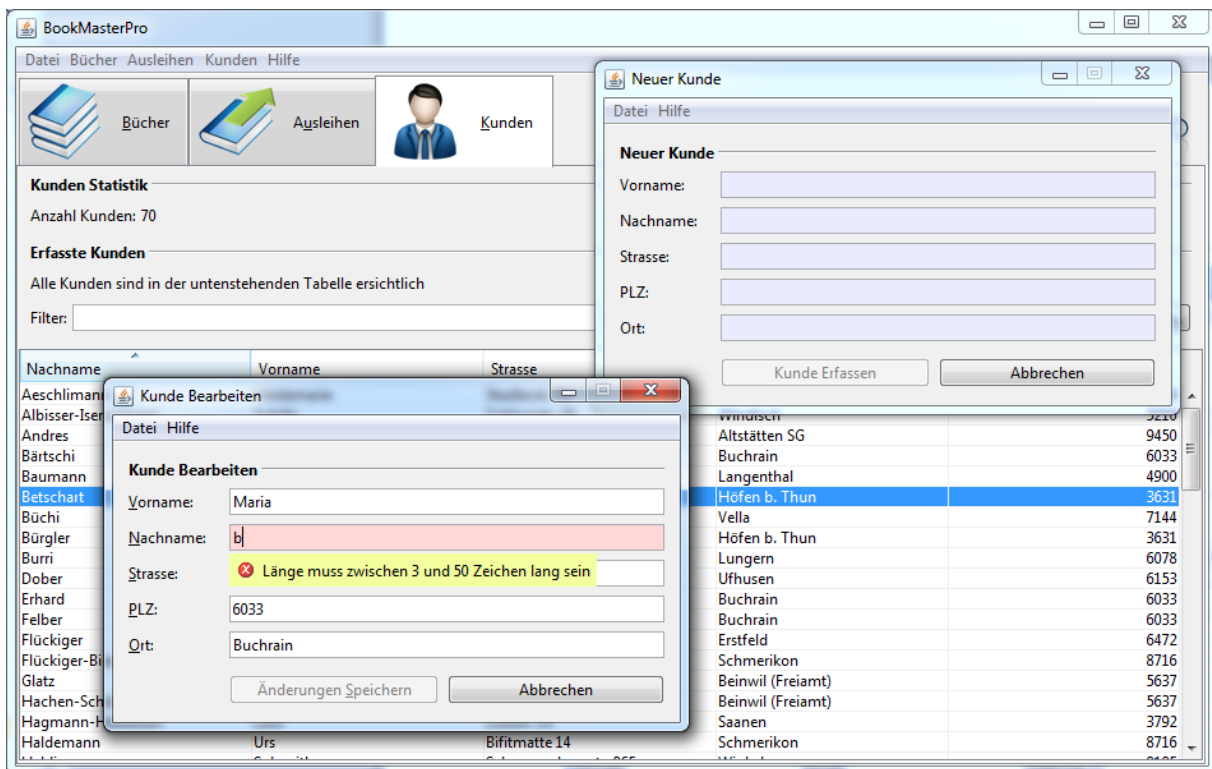 BookMasterPro
Datei Bücher Ausleihen Kunden Hilfe
Bücher
Ausleihen
Kunden
Kunden Statistik
Anzahl Kunden: 70
Erfasste Kunden
Alle Kunden sind in der untenstehenden Tabelle ersichtlich
Filter:
Neuer Kunde
Datei Hilfe
Neuer Kunde
Vorname:
Nachname:
Strasse:
PLZ:
Ort:
Kunde Erfassen
Abbrechen
Nachname Vorname Strasse
Windisch 5210
Andres Altstätten SG 9450
Bärtschi Buchrain 6033
Baumann Langenthal 4900
Betschart Höfen b. Thun 3631
Büchi Vella 7144
Bürgler Höfen b. Thun 3631
Burri Lungern 6078
Dober Ufhusen 6153
Erhard Buchrain 6033
Felber Buchrain 6033
Flückiger Erstfeld 6472
Schmerikon 8716
Glatz Beinwil (Freiamt) 5637
Beinwil (Freiamt) 5637
Saanen 3792
Haldemann Urs Bifitmatte 14 Schmerikon 8716
Kunde Bearbeiten
Datei Hilfe
Kunde Bearbeiten
Vorname: Maria
Nachname: b
Strasse:
Länge muss zwischen 3 und 50 Zeichen lang sein
PLZ: 6033
Ort: Buchrain
Änderungen Speichern
Abbrechen